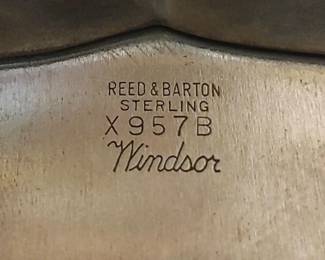 REED & BARTON
STERLING
X957B
Windsor